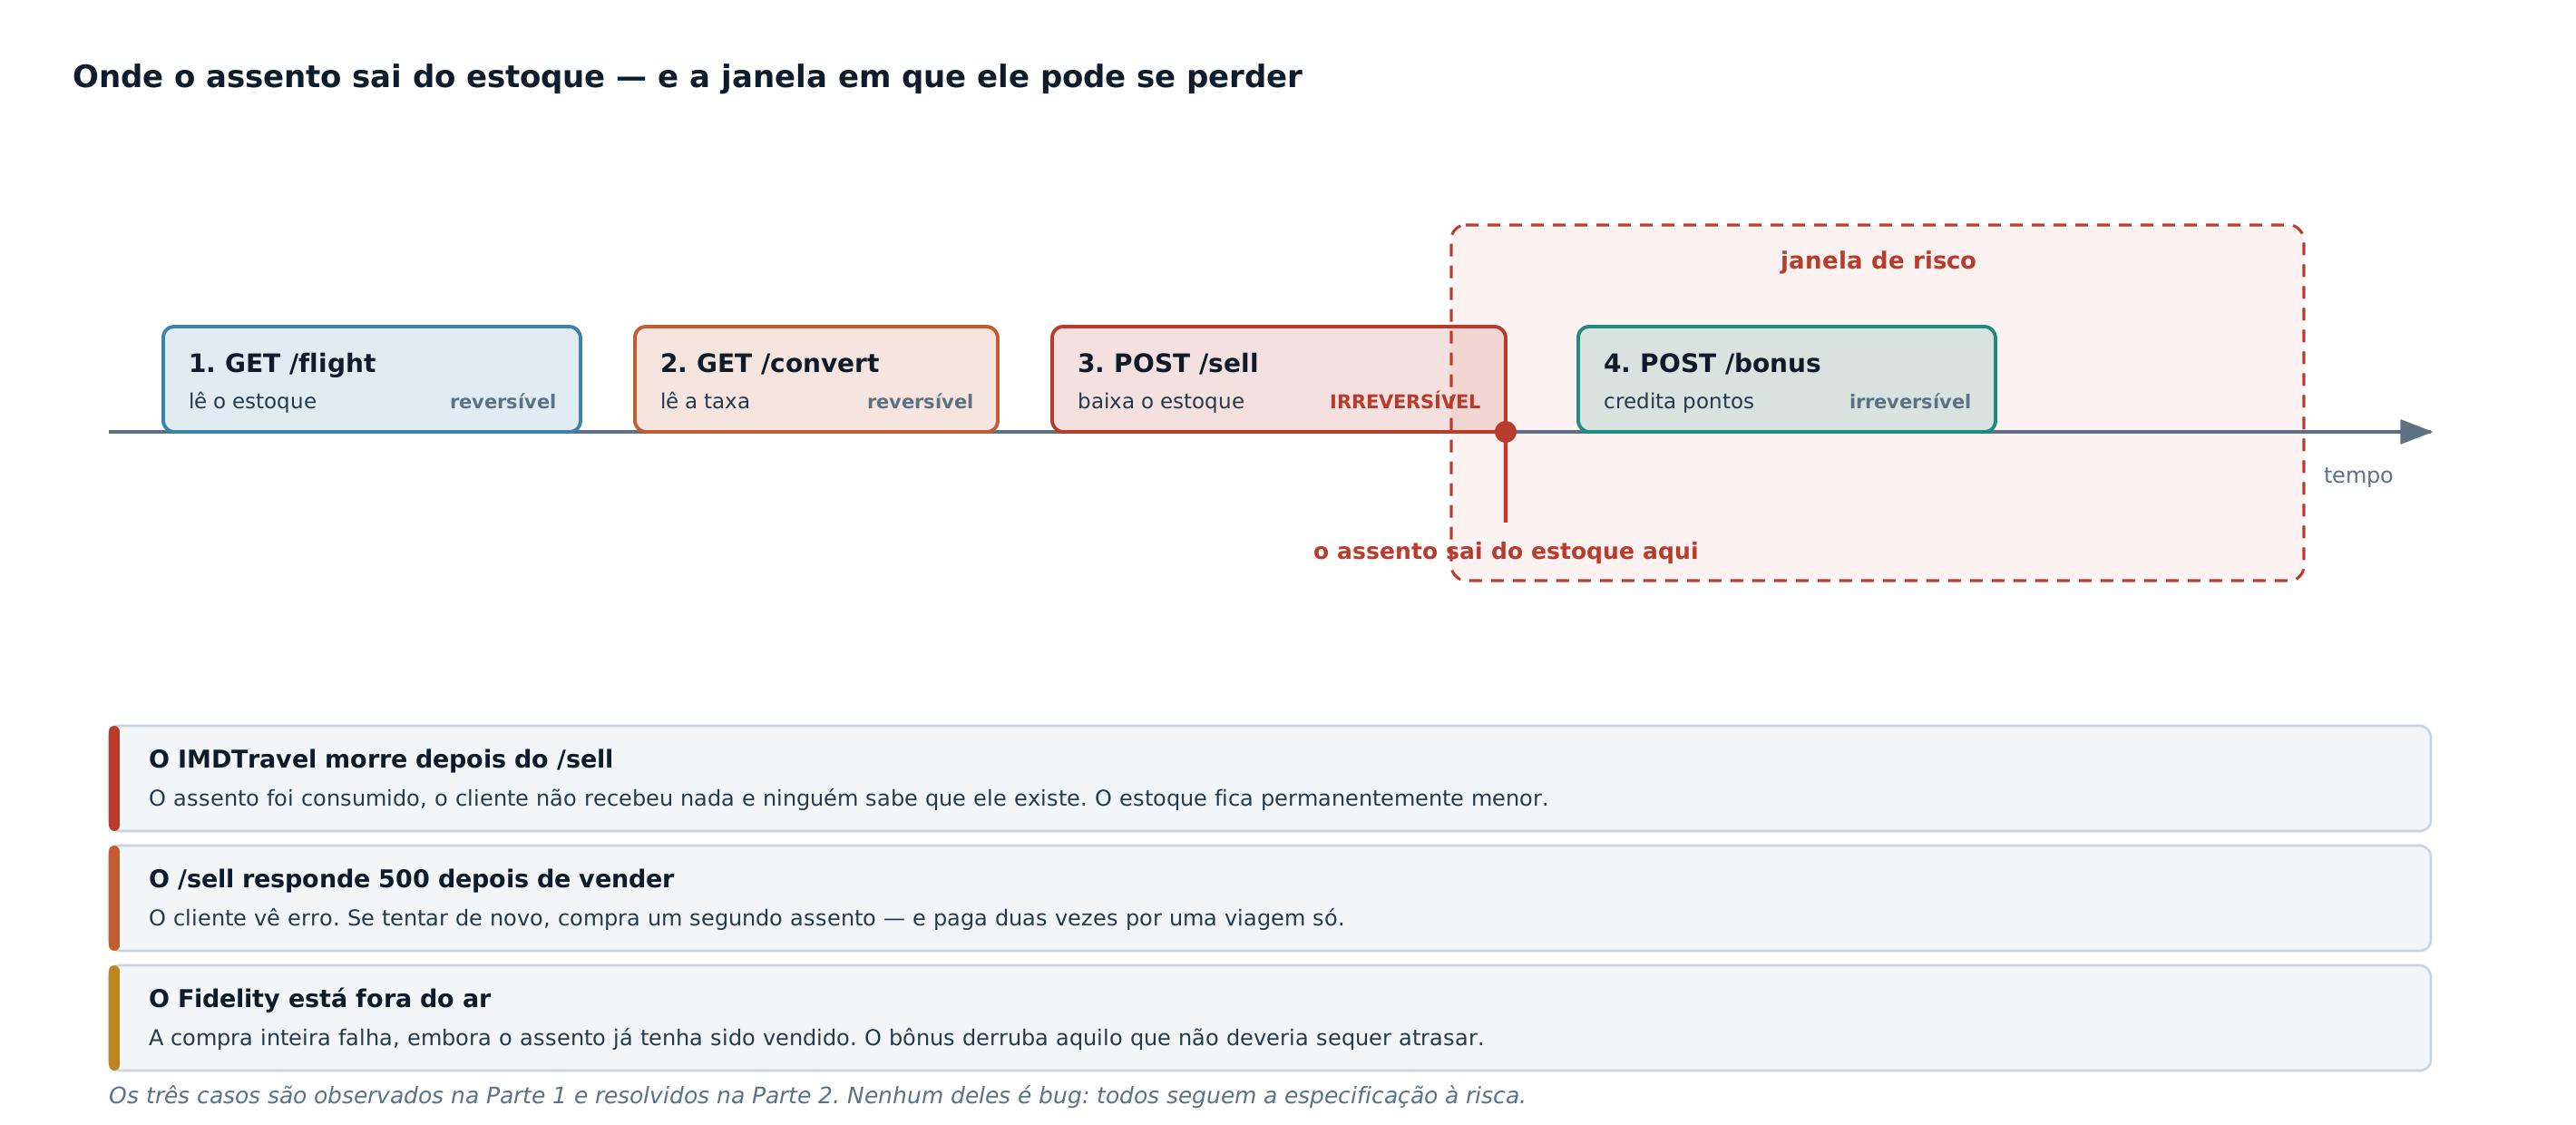 Onde o assento sai do estoque — e a janela em que ele pode se perder
janela de risco
1. GET /flight
lê o estoque reversível
2. GET /convert
lê a taxa reversível
3. POST /sell
baixa o estoque IRREVERSÍVEL
4. POST /bonus
credita pontos irreversível
tempo
o assento sai do estoque aqui
O IMDTravel morre depois do /sell
O assento foi consumido, o cliente não recebeu nada e ninguém sabe que ele existe. O estoque fica permanentemente menor.
O /sell responde 500 depois de vender
O cliente vê erro. Se tentar de novo, compra um segundo assento — e paga duas vezes por uma viagem só.
O Fidelity está fora do ar
A compra inteira falha, embora o assento já tenha sido vendido. O bônus derruba aquilo que não deveria sequer atrasar.
Os três casos são observados na Parte 1 e resolvidos na Parte 2. Nenhum deles é bug: todos seguem a especificação à risca.